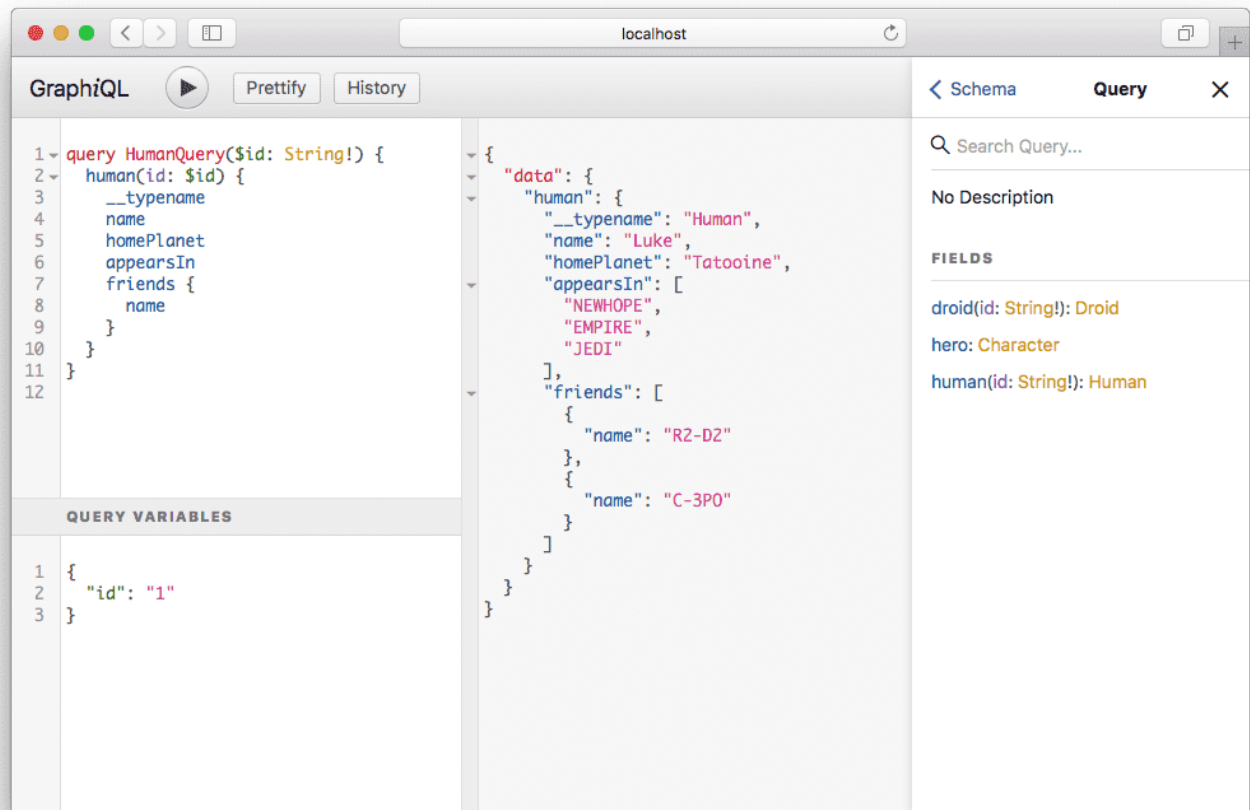 localhost
GraphiQL
Prettify
History
1 query HumanQuery($id: String!) {
2   human(id: $id) {
3     __typename
4     name
5     homePlanet
6     appearsIn
7     friends {
8       name
9     }
10   }
11 }
12
QUERY VARIABLES
1 {
2   "id": "1"
3 }
{
  "data": {
    "human": {
      "__typename": "Human",
      "name": "Luke",
      "homePlanet": "Tatooine",
      "appearsIn": [
        "NEWHOPE",
        "EMPIRE",
        "JEDI"
      ],
      "friends": [
        {
          "name": "R2-D2"
        },
        {
          "name": "C-3PO"
        }
      ]
    }
  }
}
Schema
Query
Search Query...
No Description
FIELDS
droid(id: String!): Droid
hero: Character
human(id: String!): Human